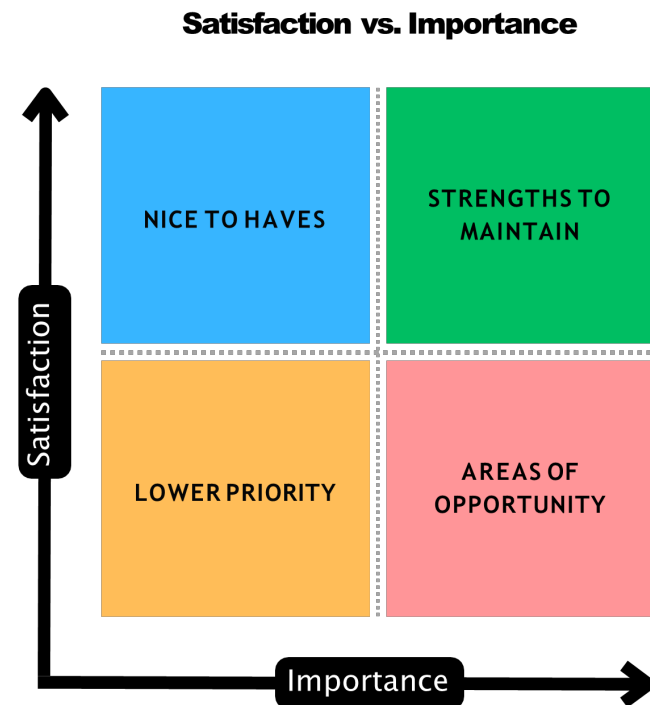 Satisfaction vs. Importance
NICE TO HAVES
STRENGTHS TO
MAINTAIN
Satisfaction
LOWER PRIORITY
AREAS OF
OPPORTUNITY
Importance